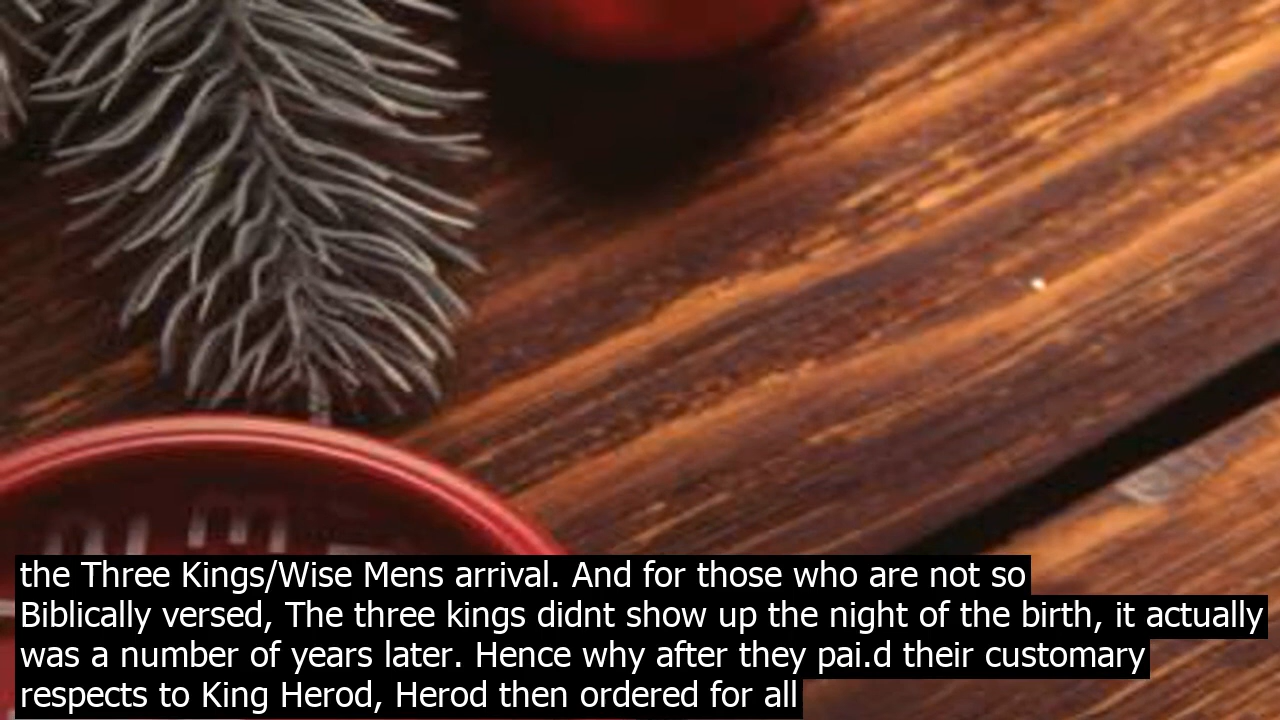 the Three Kings/Wise Mens arrival. And for those who are not so
Biblically versed, The three kings didnt show up the night of the birth, it actually
was a number of years later. Hence why after they pai.d their customary
respects to King Herod, Herod then ordered for all